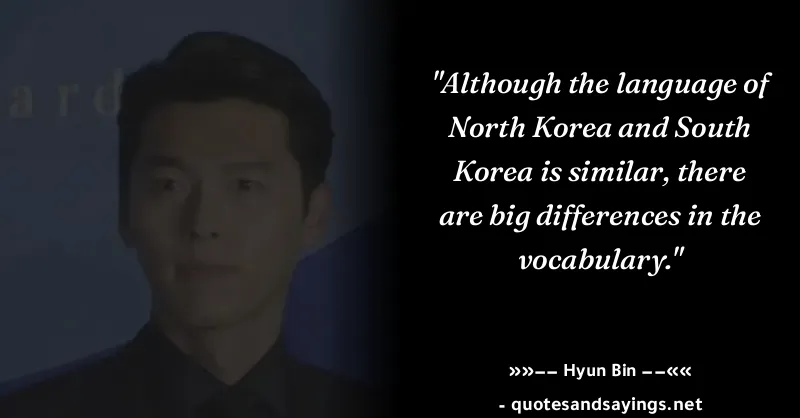 ard
"Although the language of
North Korea and South
Korea is similar, there
are big differences in the
vocabulary."
»»−− Hyun Bin −−««
- quotesandsayings.net